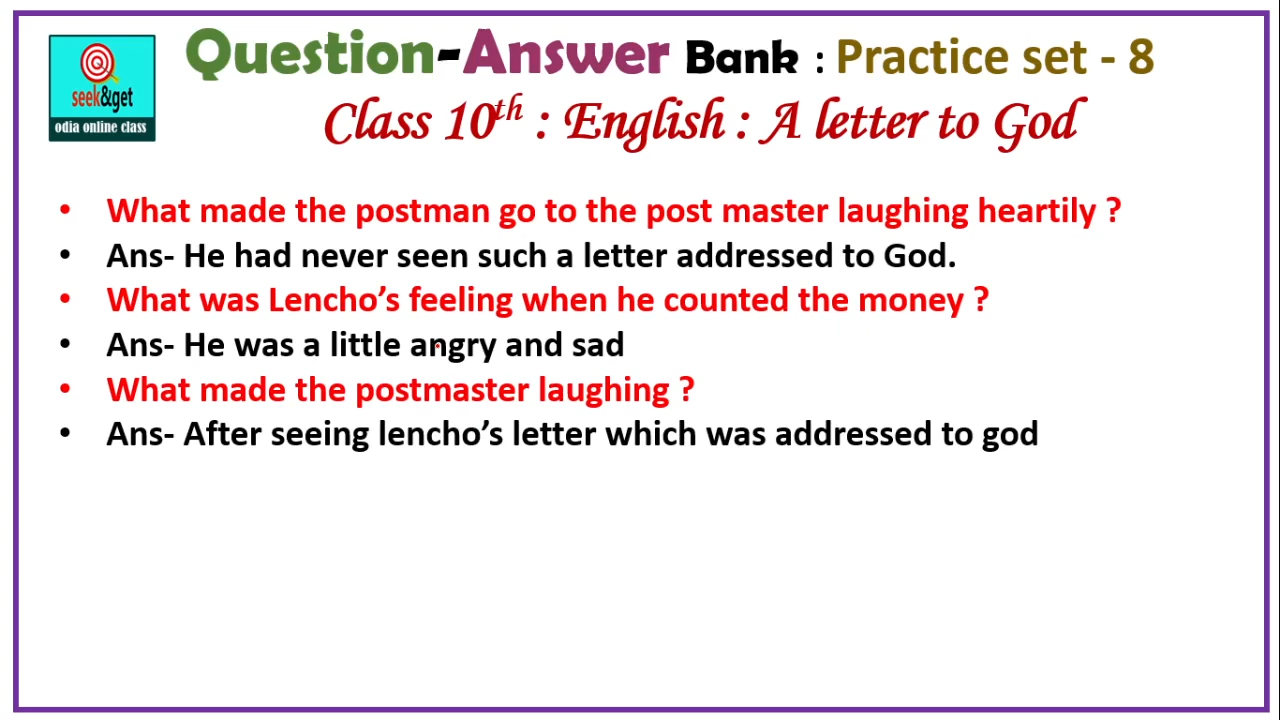 seek&get
odia online class
Question-Answer Bank : Practice set - 8
Class 10th : English : A letter to God
• What made the postman go to the post master laughing heartily ?
• Ans- He had never seen such a letter addressed to God.
• What was Lencho’s feeling when he counted the money ?
• Ans- He was a little angry and sad
• What made the postmaster laughing ?
• Ans- After seeing lencho’s letter which was addressed to god